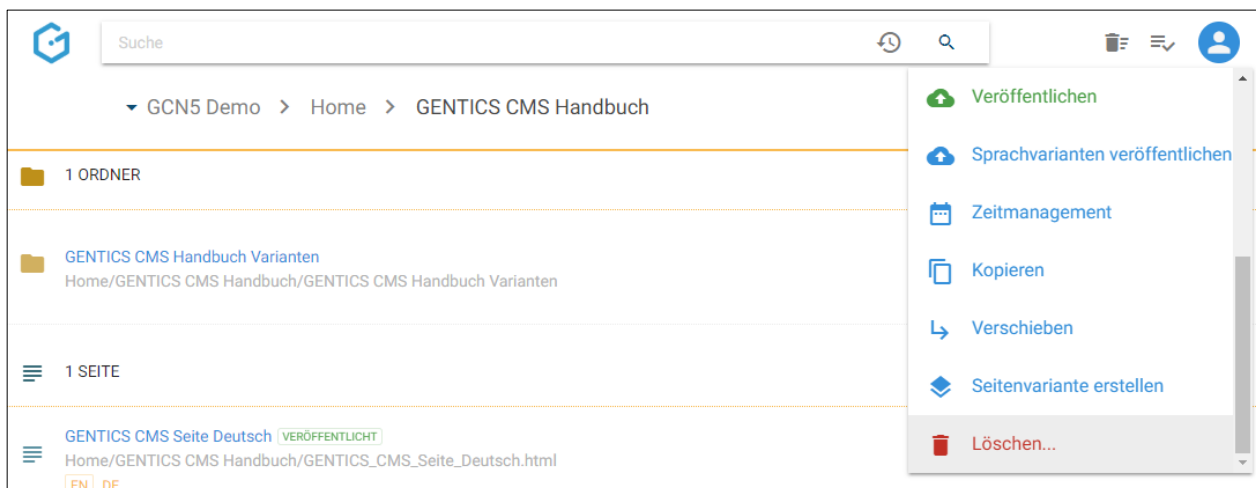 Suche
GCN5 Demo > Home > GENTICS CMS Handbuch
1 ORDNER
GENTICS CMS Handbuch Varianten
Home/GENTICS CMS Handbuch/GENTICS CMS Handbuch Varianten
1 SEITE
GENTICS CMS Seite Deutsch VERÖFFENTLICHT
Home/GENTICS CMS Handbuch/GENTICS_CMS_Seite_Deutsch.html
EN DE
Veröffentlichen
Sprachvarianten veröffentlichen
Zeitmanagement
Kopieren
Verschieben
Seitenvariante erstellen
Löschen...